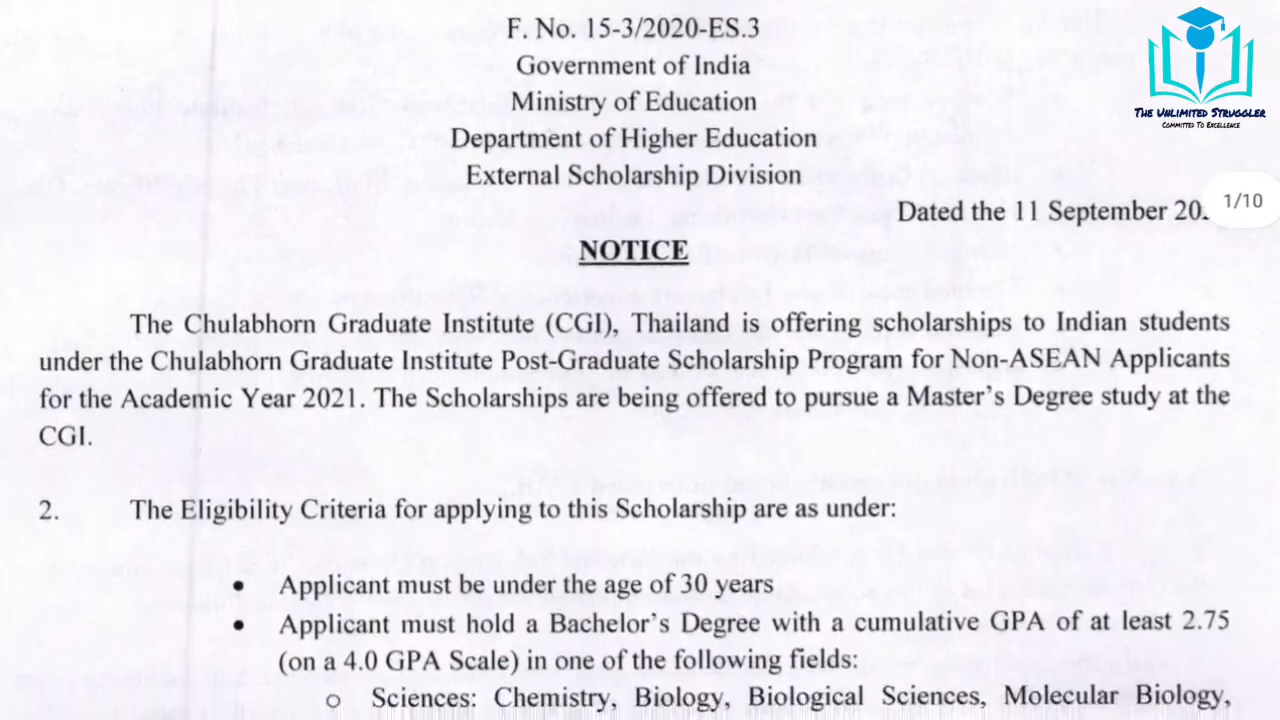 F. No. 15-3/2020-ES.3
Government of India
Ministry of Education
Department of Higher Education
External Scholarship Division
THE UNLIMITED STRUGGLER
COMMITTED TO EXCELLENCE
1/10
Dated the 11 September
NOTICE
The Chulabhorn Graduate Institute (CGI), Thailand is offering scholarships to Indian students
under the Chulabhorn Graduate Institute Post-Graduate Scholarship Program for Non-ASEAN Applicants
for the Academic Year 2021. The Scholarships are being offered to pursue a Master's Degree study at the
CGI.
2. The Eligibility Criteria for applying to this Scholarship are as under:
• Applicant must be under the age of 30 years
• Applicant must hold a Bachelor's Degree with a cumulative GPA of at least 2.75
(on a 4.0 GPA Scale) in one of the following fields:
o Sciences: Chemistry, Biology, Biological Sciences, Molecular Biology,